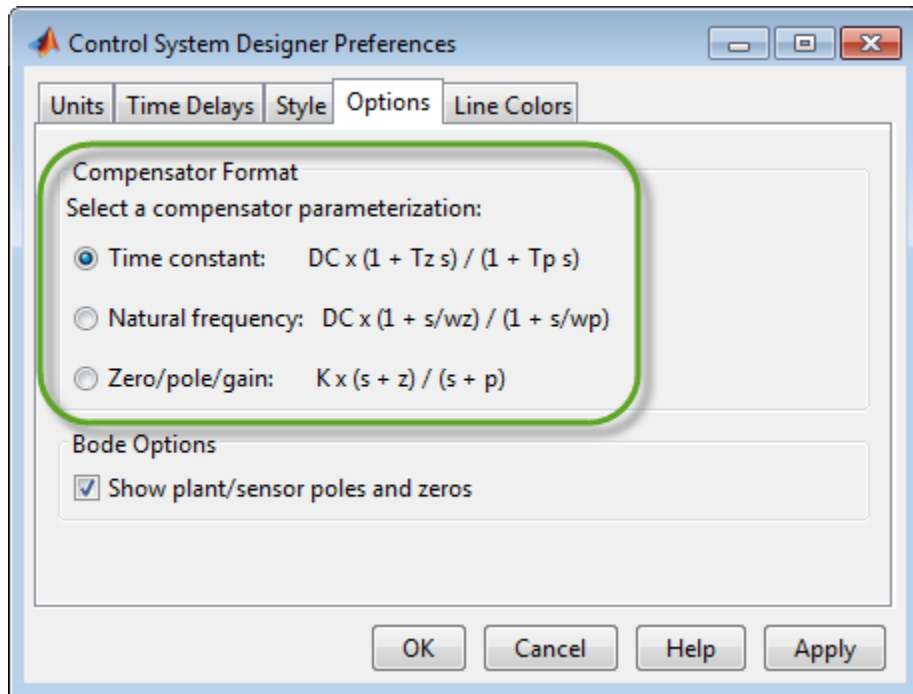 Control System Designer Preferences
Units Time Delays Style Options Line Colors
Compensator Format
Select a compensator parameterization:
Time constant: DC x (1 + Tz s) / (1 + Tp s)
Natural frequency: DC x (1 + s/wz) / (1 + s/wp)
Zero/pole/gain: K x (s + z) / (s + p)
Bode Options
Show plant/sensor poles and zeros
OK Cancel Help Apply